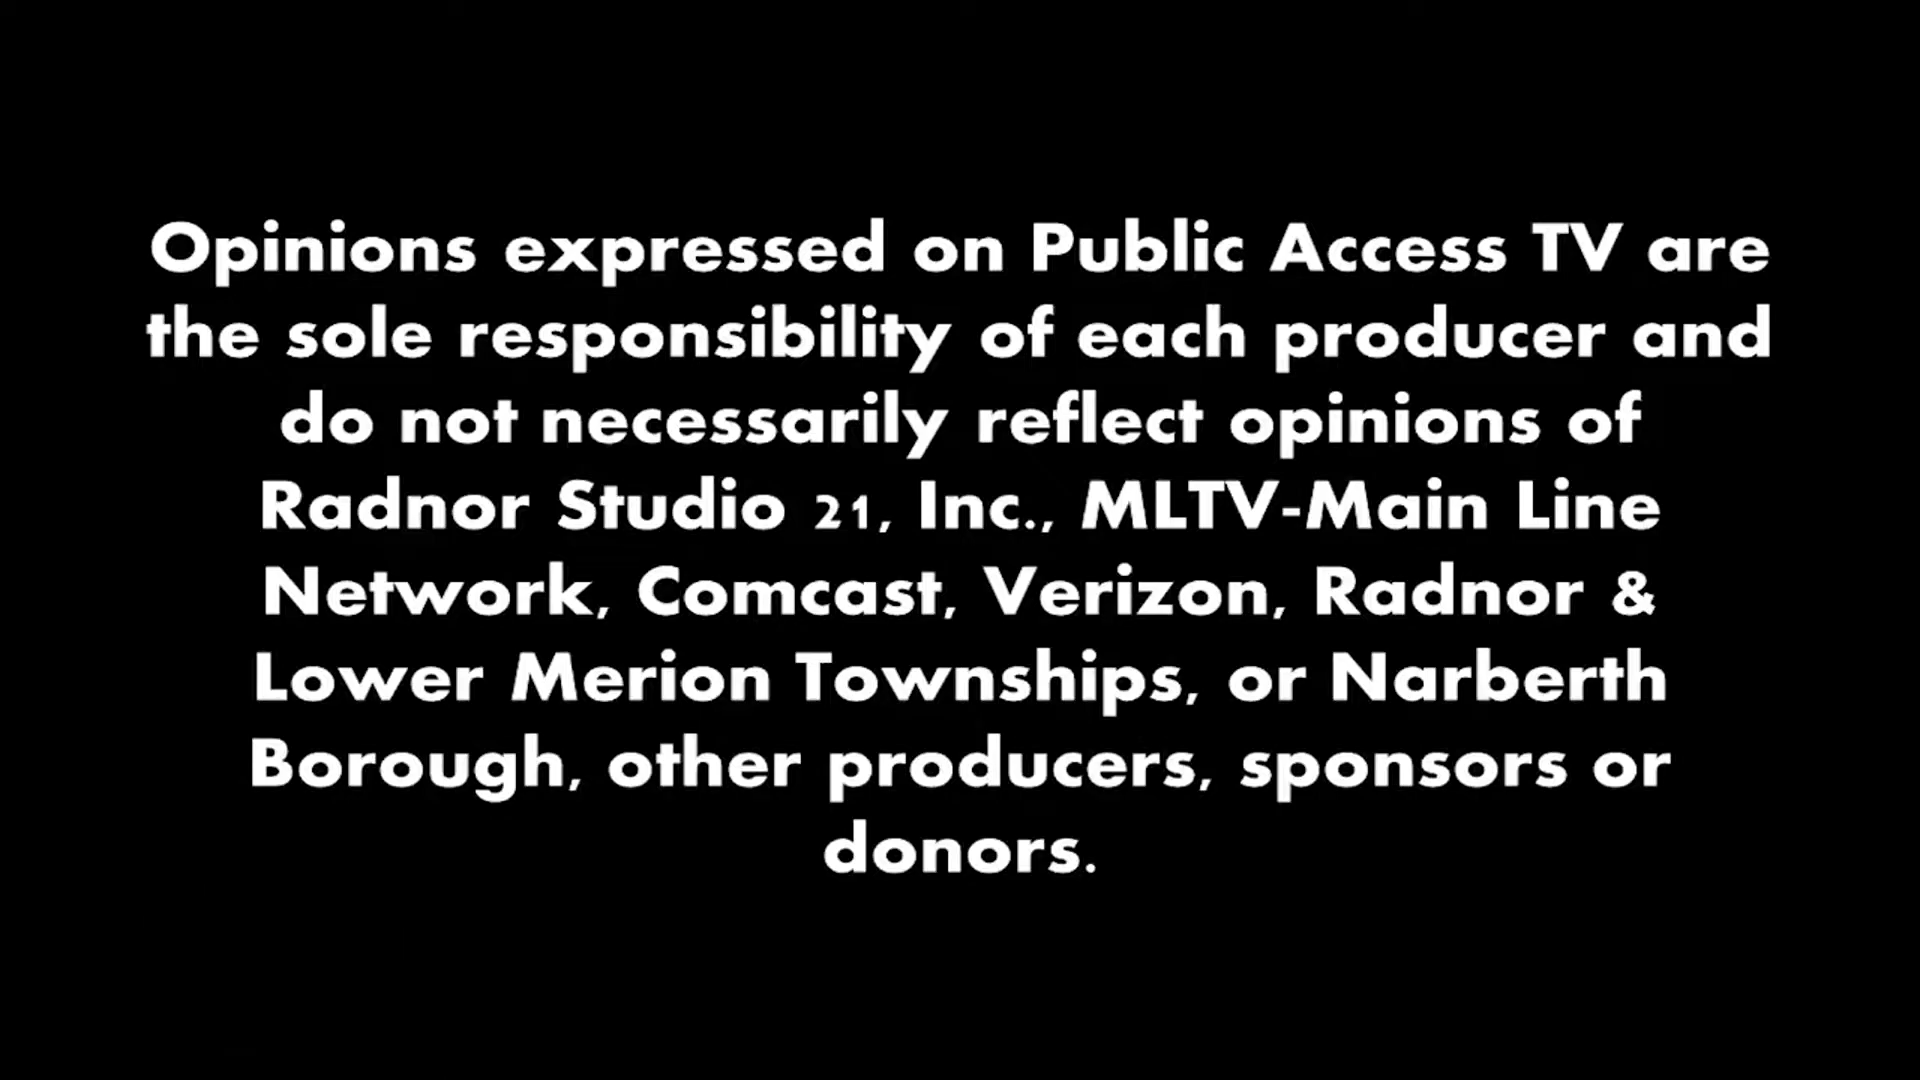 Opinions expressed on Public Access TV are
the sole responsibility of each producer and
do not necessarily reflect opinions of
Radnor Studio 21, Inc., MLTV-Main Line
Network, Comcast, Verizon, Radnor &
Lower Merion Townships, or Narberth
Borough, other producers, sponsors or
donors.